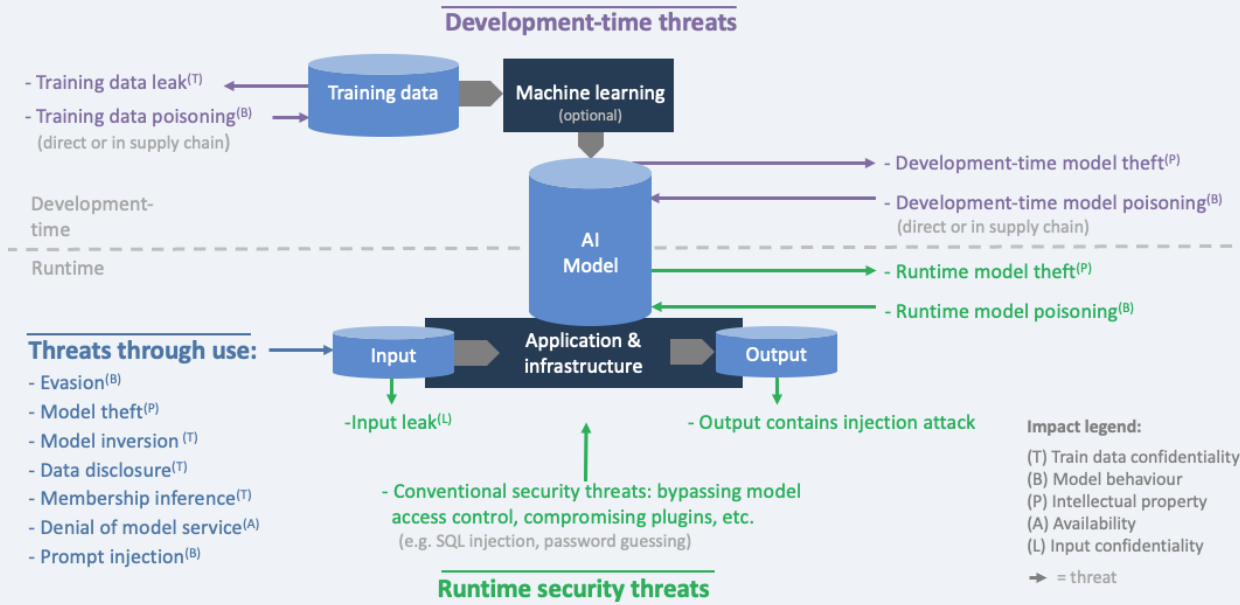 Development-time threats
- Training data leak(T)
- Training data poisoning(B)
(direct or in supply chain)
Training data
Machine learning
(optional)
- Development-time model theft(P)
- Development-time model poisoning(B)
(direct or in supply chain)
Development-
time
AI
Model
Runtime
- Runtime model theft(P)
- Runtime model poisoning(B)
Threats through use:
- Evasion(B)
- Model theft(P)
- Model inversion (T)
- Data disclosure(T)
- Membership inference(T)
- Denial of model service(A)
- Prompt injection(B)
Input
Application &
infrastructure
Output
-Input leak(L)
- Output contains injection attack
- Conventional security threats: bypassing model
access control, compromising plugins, etc.
(e.g. SQL injection, password guessing)
Runtime security threats
Impact legend:
(T) Train data confidentiality
(B) Model behaviour
(P) Intellectual property
(A) Availability
(L) Input confidentiality
= threat